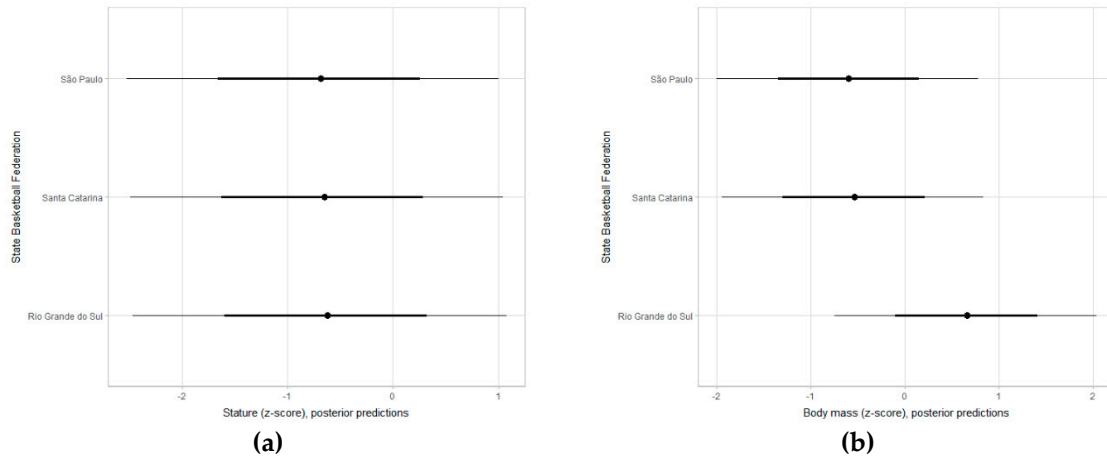 State Basketball Federation
São Paulo
Santa Catarina
Rio Grande do Sul
-2 -1 0 1
Stature (z-score), posterior predictions
(a)
State Basketball Federation
São Paulo
Santa Catarina
Rio Grande do Sul
-2 -1 0 1 2
Body mass (z-score), posterior predictions
(b)